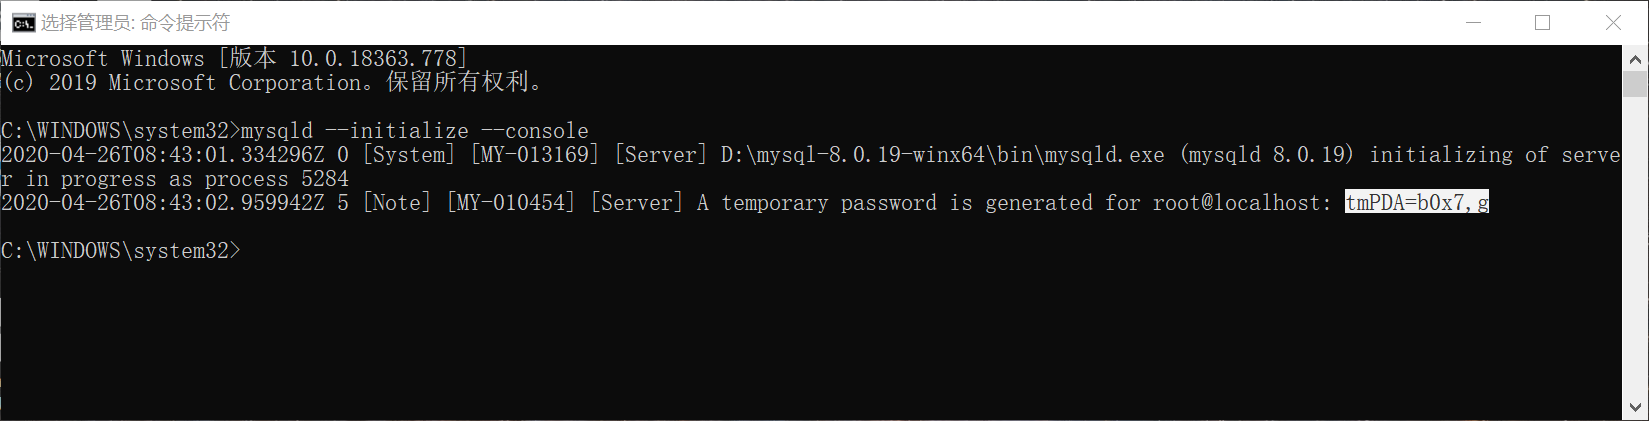 选择管理员: 命令提示符
Microsoft Windows [版本 10.0.18363.778]
(c) 2019 Microsoft Corporation。保留所有权利。
C:\WINDOWS\system32>mysqld --initialize --console
2020-04-26T08:43:01.334296Z 0 [System] [MY-013169] [Server] D:\mysql-8.0.19-winx64\bin\mysqld.exe (mysqld 8.0.19) initializing of serve
r in progress as process 5284
2020-04-26T08:43:02.959942Z 5 [Note] [MY-010454] [Server] A temporary password is generated for root@localhost: tmPDA=b0x7,g
C:\WINDOWS\system32>